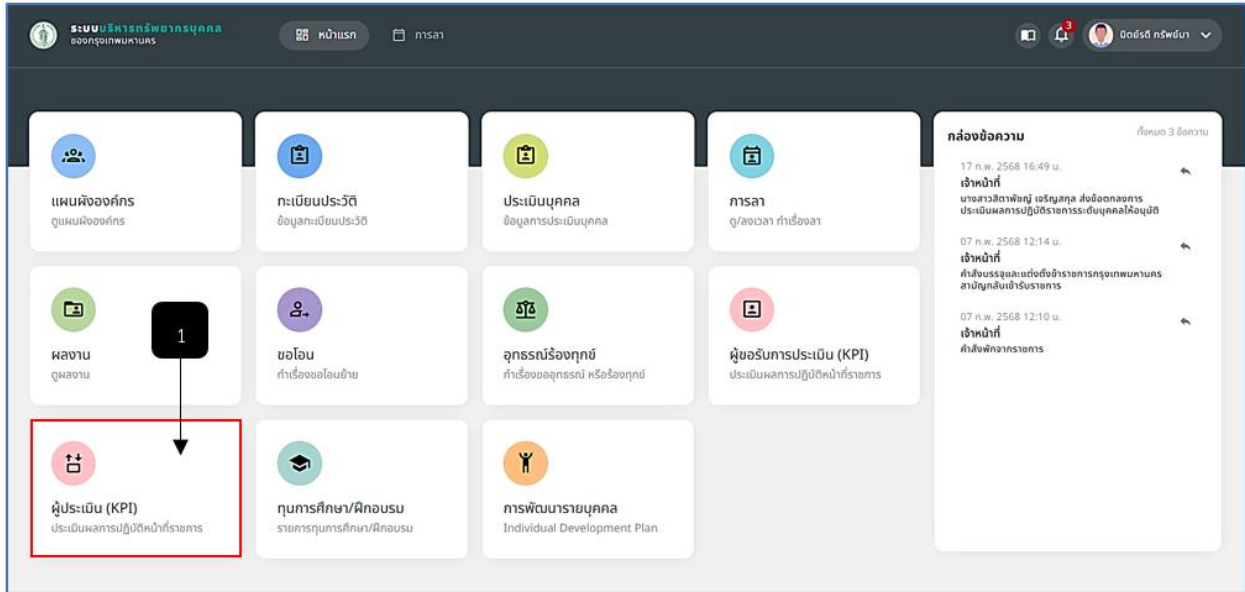 ระบบบริหารทรัพยากรบุคคล
ของกรุงเทพมหานคร
หน้าแรก
การลา
3
นิตย์รดี ทรัพย์มา
แผนผังองค์กร
ดูแผนผังองค์กร
ทะเบียนประวัติ
ข้อมูลทะเบียนประวัติ
ประเมินบุคคล
ข้อมูลการประเมินบุคคล
การลา
ดู/ลงเวลา ทำเรื่องลา
ผลงาน
ดูผลงาน
1
ขอโอน
ทำเรื่องขอโอนย้าย
อุทธรณ์ร้องทุกข์
ทำเรื่องขออุทธรณ์ หรือร้องทุกข์
ผู้ขอรับการประเมิน (KPI)
ประเมินผลการปฏิบัติหน้าที่ราชการ
ผู้ประเมิน (KPI)
ประเมินผลการปฏิบัติหน้าที่ราชการ
ทุนการศึกษา/ฝึกอบรม
รายการทุนการศึกษา/ฝึกอบรม
การพัฒนารายบุคคล
Individual Development Plan
กล่องข้อความ
ทั้งหมด 3 ข้อความ
17 ก.พ. 2568 16:49 น.
เจ้าหน้าที่
นางสาวสิตาพัชญ์ เจริญสกุล ส่งข้อตกลงการ
ประเมินผลการปฏิบัติราชการระดับบุคคลให้อนุมัติ
07 ก.พ. 2568 12:14 น.
เจ้าหน้าที่
คำสั่งบรรจุและแต่งตั้งข้าราชการกรุงเทพมหานคร
สามัญกลับเข้ารับราชการ
07 ก.พ. 2568 12:10 น.
เจ้าหน้าที่
คำสั่งพักจากราชการ